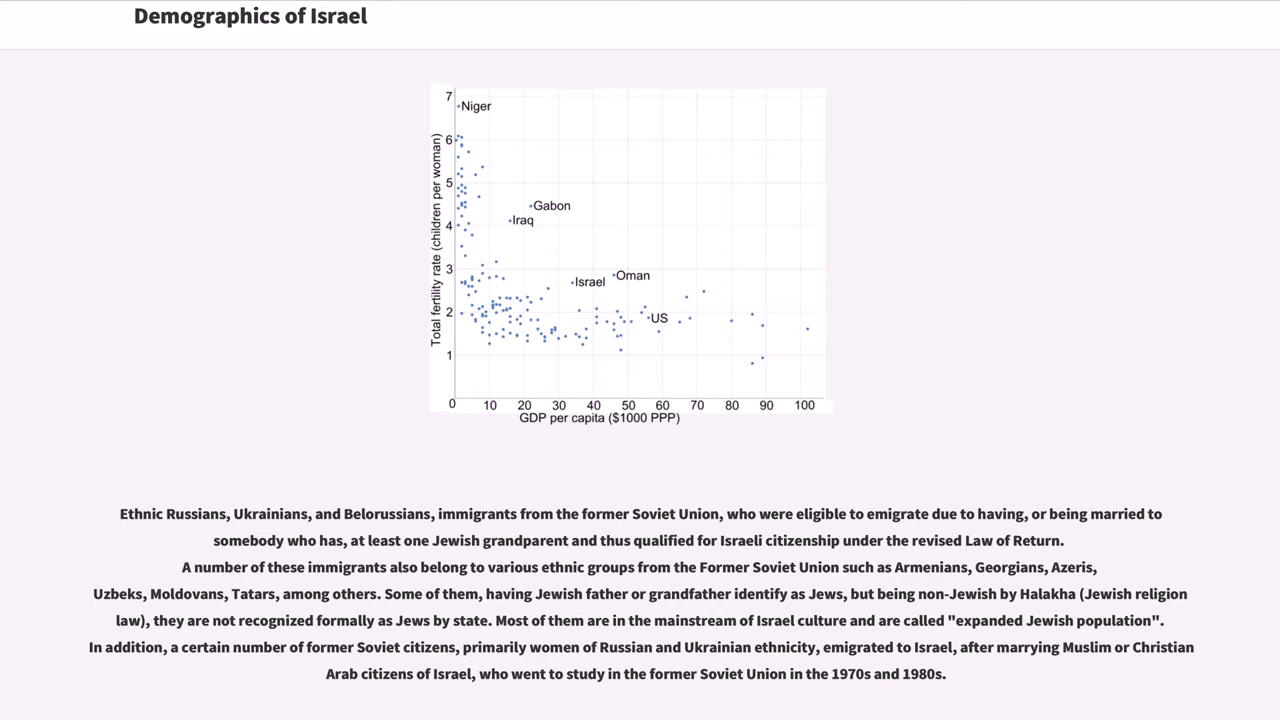 Demographics of Israel
7
Niger
6
5
Gabon
Iraq
4
3
Oman
Israel
2
US
1
0 10 20 30 40 50 60 70 80 90 100
Total fertility rate (children per woman)
GDP per capita ($1000 PPP)
Ethnic Russians, Ukrainians, and Belorussians, immigrants from the former Soviet Union, who were eligible to emigrate due to having, or being married to
somebody who has, at least one Jewish grandparent and thus qualified for Israeli citizenship under the revised Law of Return.
A number of these immigrants also belong to various ethnic groups from the Former Soviet Union such as Armenians, Georgians, Azeris,
Uzbeks, Moldovans, Tatars, among others. Some of them, having Jewish father or grandfather identify as Jews, but being non-Jewish by Halakha (Jewish religion
law), they are not recognized formally as Jews by state. Most of them are in the mainstream of Israel culture and are called "expanded Jewish population".
In addition, a certain number of former Soviet citizens, primarily women of Russian and Ukrainian ethnicity, emigrated to Israel, after marrying Muslim or Christian
Arab citizens of Israel, who went to study in the former Soviet Union in the 1970s and 1980s.